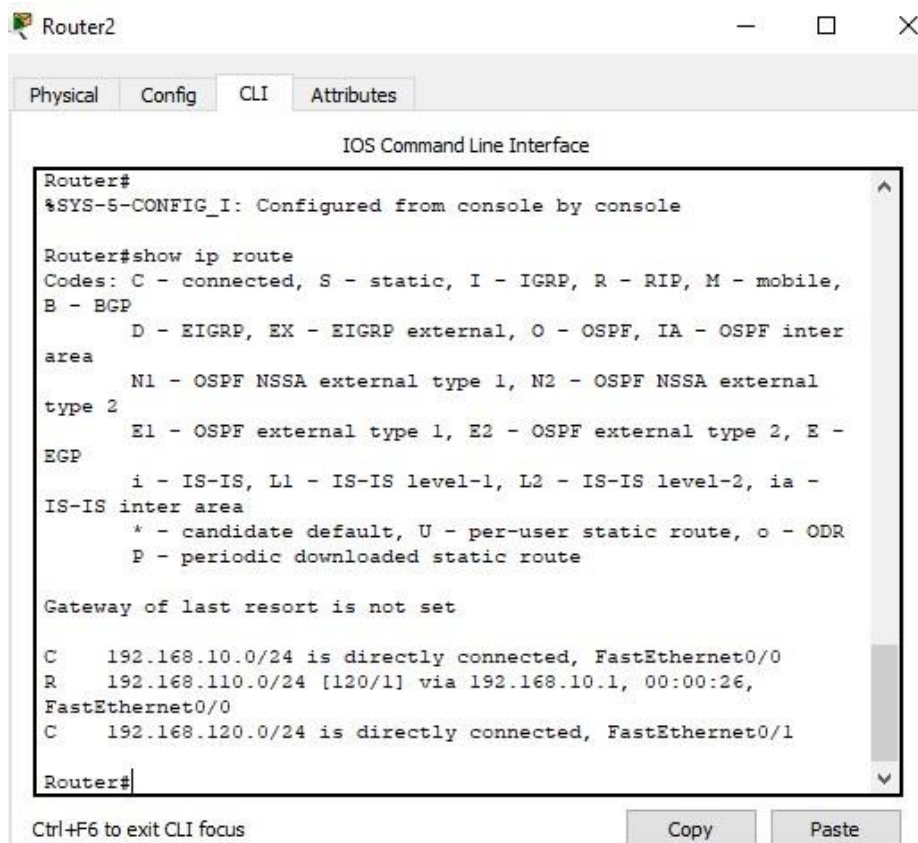 Router2
Physical Config CLI Attributes
IOS Command Line Interface
Router#
%SYS-5-CONFIG_I: Configured from console by console
Router#show ip route
Codes: C - connected, S - static, I - IGRP, R - RIP, M - mobile,
B - BGP
D - EIGRP, EX - EIGRP external, O - OSPF, IA - OSPF inter
area
N1 - OSPF NSSA external type 1, N2 - OSPF NSSA external
type 2
E1 - OSPF external type 1, E2 - OSPF external type 2, E -
EGP
i - IS-IS, L1 - IS-IS level-1, L2 - IS-IS level-2, ia -
IS-IS inter area
* - candidate default, U - per-user static route, o - ODR
P - periodic downloaded static route
Gateway of last resort is not set
C 192.168.10.0/24 is directly connected, FastEthernet0/0
R 192.168.110.0/24 [120/1] via 192.168.10.1, 00:00:26,
FastEthernet0/0
C 192.168.120.0/24 is directly connected, FastEthernet0/1
Router#
Ctrl+F6 to exit CLI focus Copy Paste